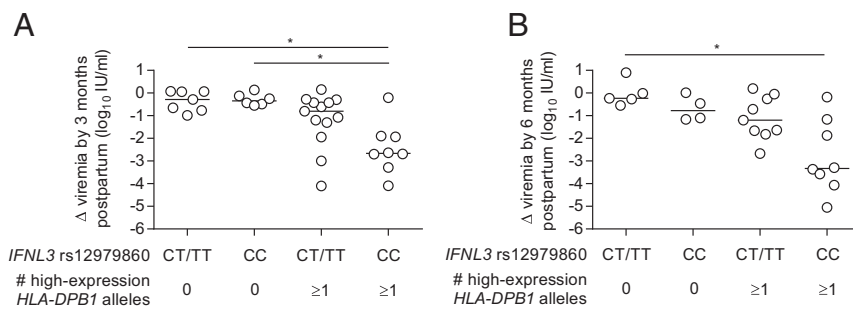 A
B
*
*
*
Δ viremia by 3 months
postpartum (log10 IU/ml)
1
0
-1
-2
-3
-4
-5
-6
Δ viremia by 6 months
postpartum (log10 IU/ml)
1
0
-1
-2
-3
-4
-5
-6
IFNL3 rs12979860 CT/TT CC CT/TT CC
# high-expression
HLA-DPB1 alleles 0 0 ≥1 ≥1
IFNL3 rs12979860 CT/TT CC CT/TT CC
# high-expression
HLA-DPB1 alleles 0 0 ≥1 ≥1